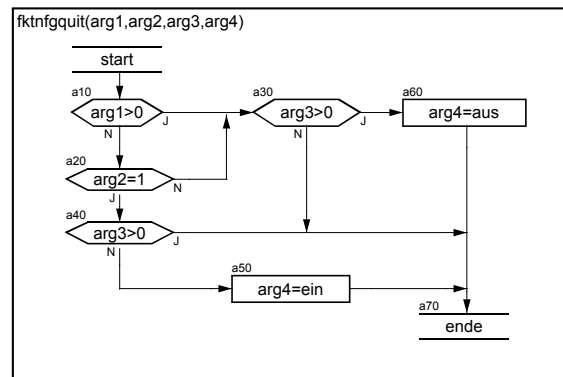 fktnfgquit(arg1,arg2,arg3,arg4)
start
a10
arg1>0
J
N
a30
arg3>0
J
N
a60
arg4=aus
a20
arg2=1
N
J
a40
arg3>0
J
N
a50
arg4=ein
a70
ende